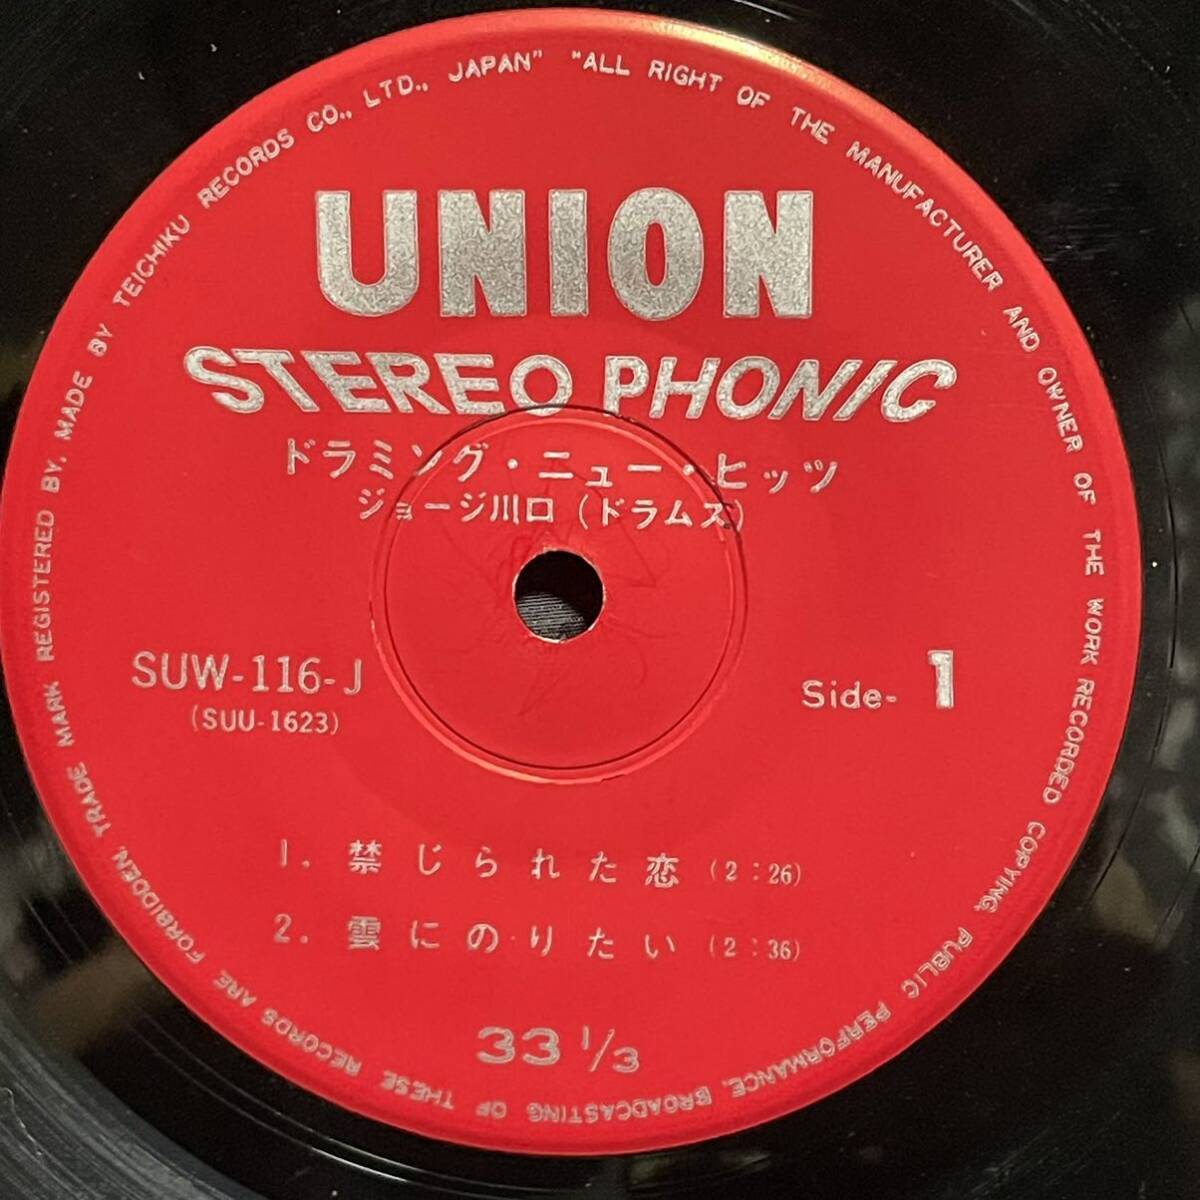 UNION
STEREO PHONIC
ドラミング・ニュー・ヒッツ
ジョージ川口 (ドラムス)
SUW-116-J
(SUU-1623)
Side- 1
1. 禁じられた恋 (2:26)
2. 雲にのりたい (2:36)
33 1/3
"ALL RIGHT OF THE MANUFACTURER AND OWNER OF THE WORK RECORDED COPYING, PUBLIC PERFORMANCE, BROADCASTING OF THESE RECORDS ARE FORBIDDEN, TRADE MARK REGISTERED BY, MADE BY TEICHIKU RECORDS CO., LTD., JAPAN"